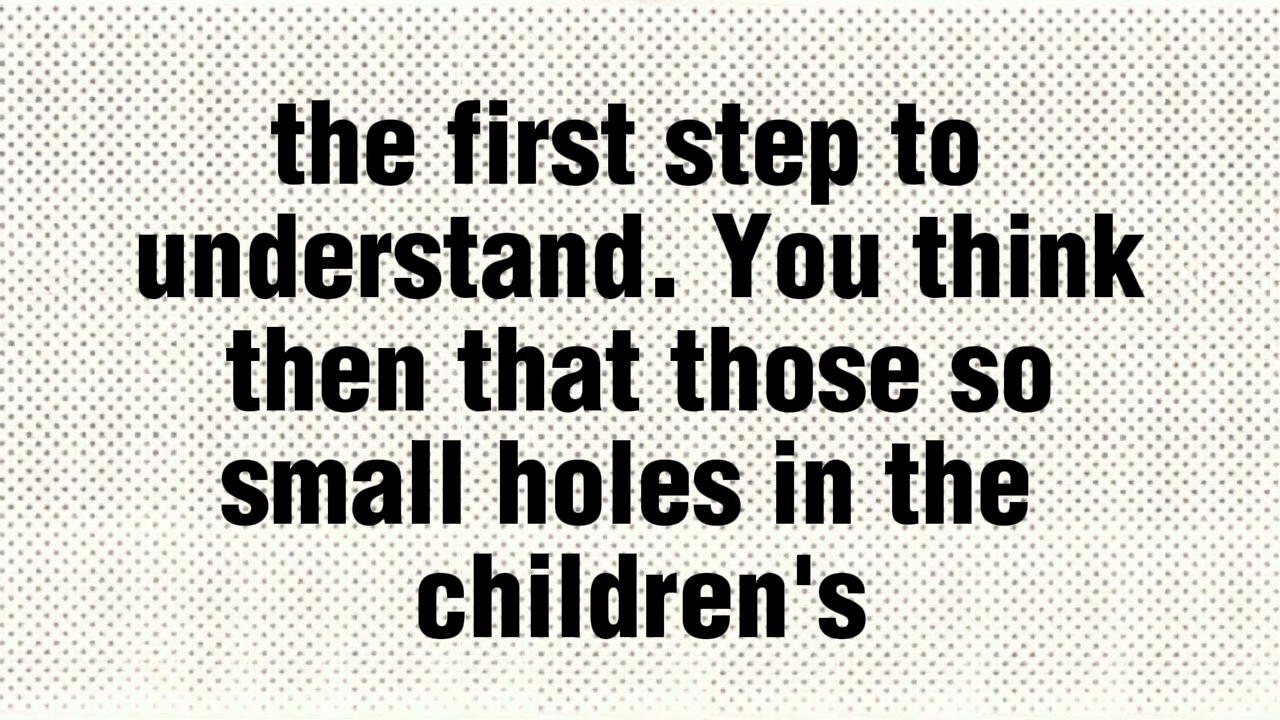 the first step to
understand. You think
then that those so
small holes in the
children's